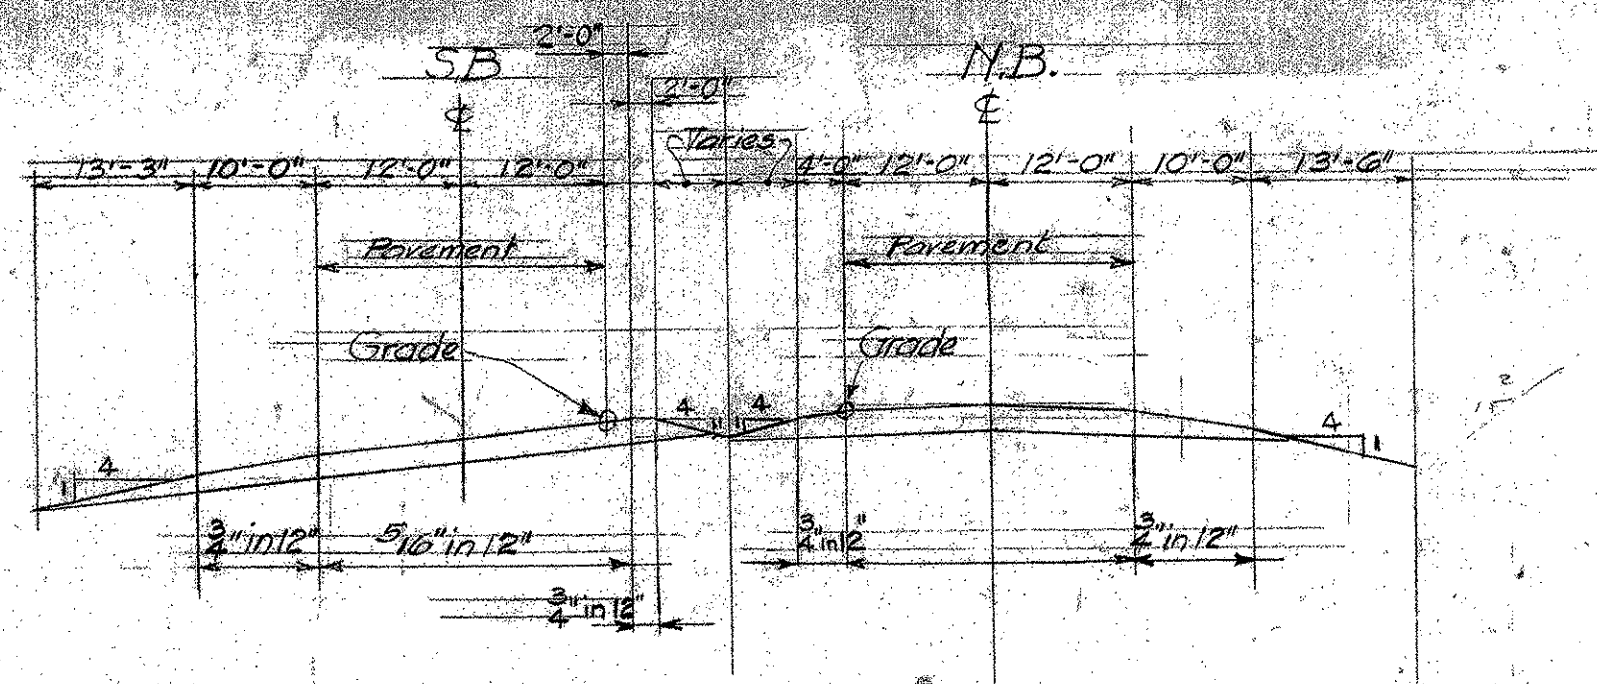 2'-0"
S.B. N.B.
2'-0"
℄ ℄
Varies
13'-3" 10'-0" 12'-0" 12'-0" 4'-0" 12'-0" 12'-0" 10'-0" 13'-6"
Pavement Pavement
Grade Grade
4 1 4 1 1 4 4 1
3/4" in 12" 5/16" in 12" 3/4" in 12" 3/4" in 12"
3/4" in 12"